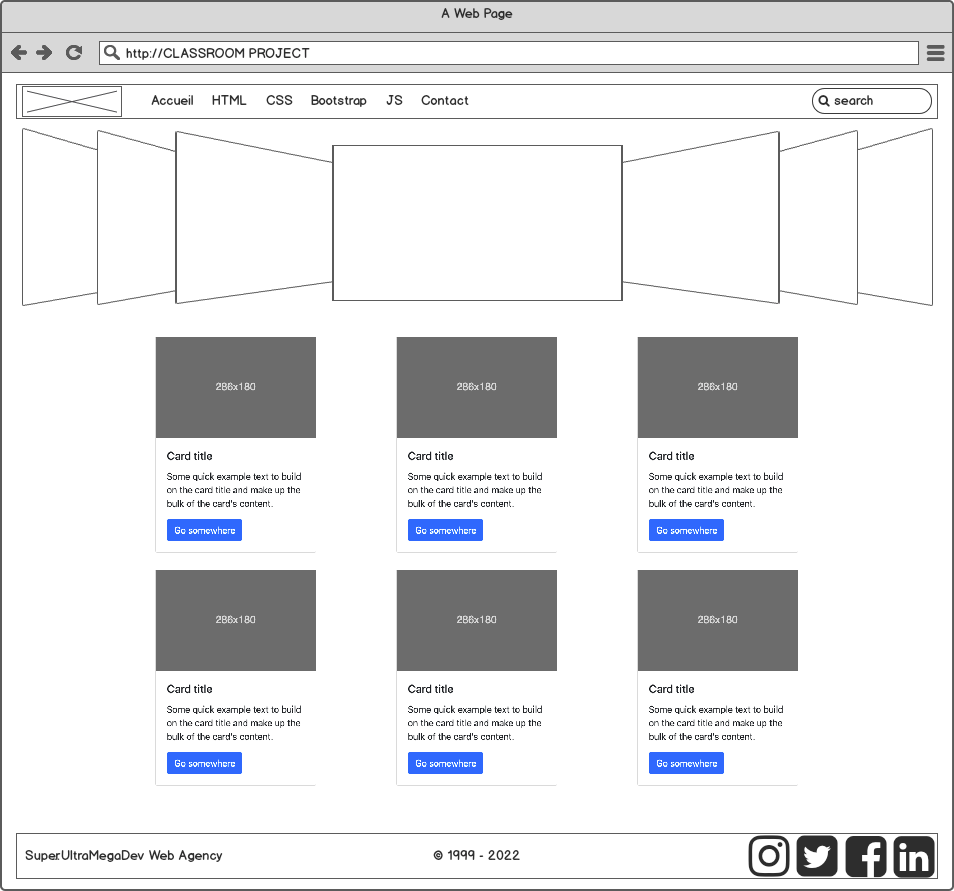 A Web Page
http://CLASSROOM PROJECT
Accueil HTML CSS Bootstrap JS Contact search
286x180 286x180 286x180
Card title Card title Card title
Some quick example text to build Some quick example text to build Some quick example text to build
on the card title and make up the on the card title and make up the on the card title and make up the
bulk of the card's content. bulk of the card's content. bulk of the card's content.
Go somewhere Go somewhere Go somewhere
286x180 286x180 286x180
Card title Card title Card title
Some quick example text to build Some quick example text to build Some quick example text to build
on the card title and make up the on the card title and make up the on the card title and make up the
bulk of the card's content. bulk of the card's content. bulk of the card's content.
Go somewhere Go somewhere Go somewhere
SuperUltraMegaDev Web Agency © 1999 - 2022 in